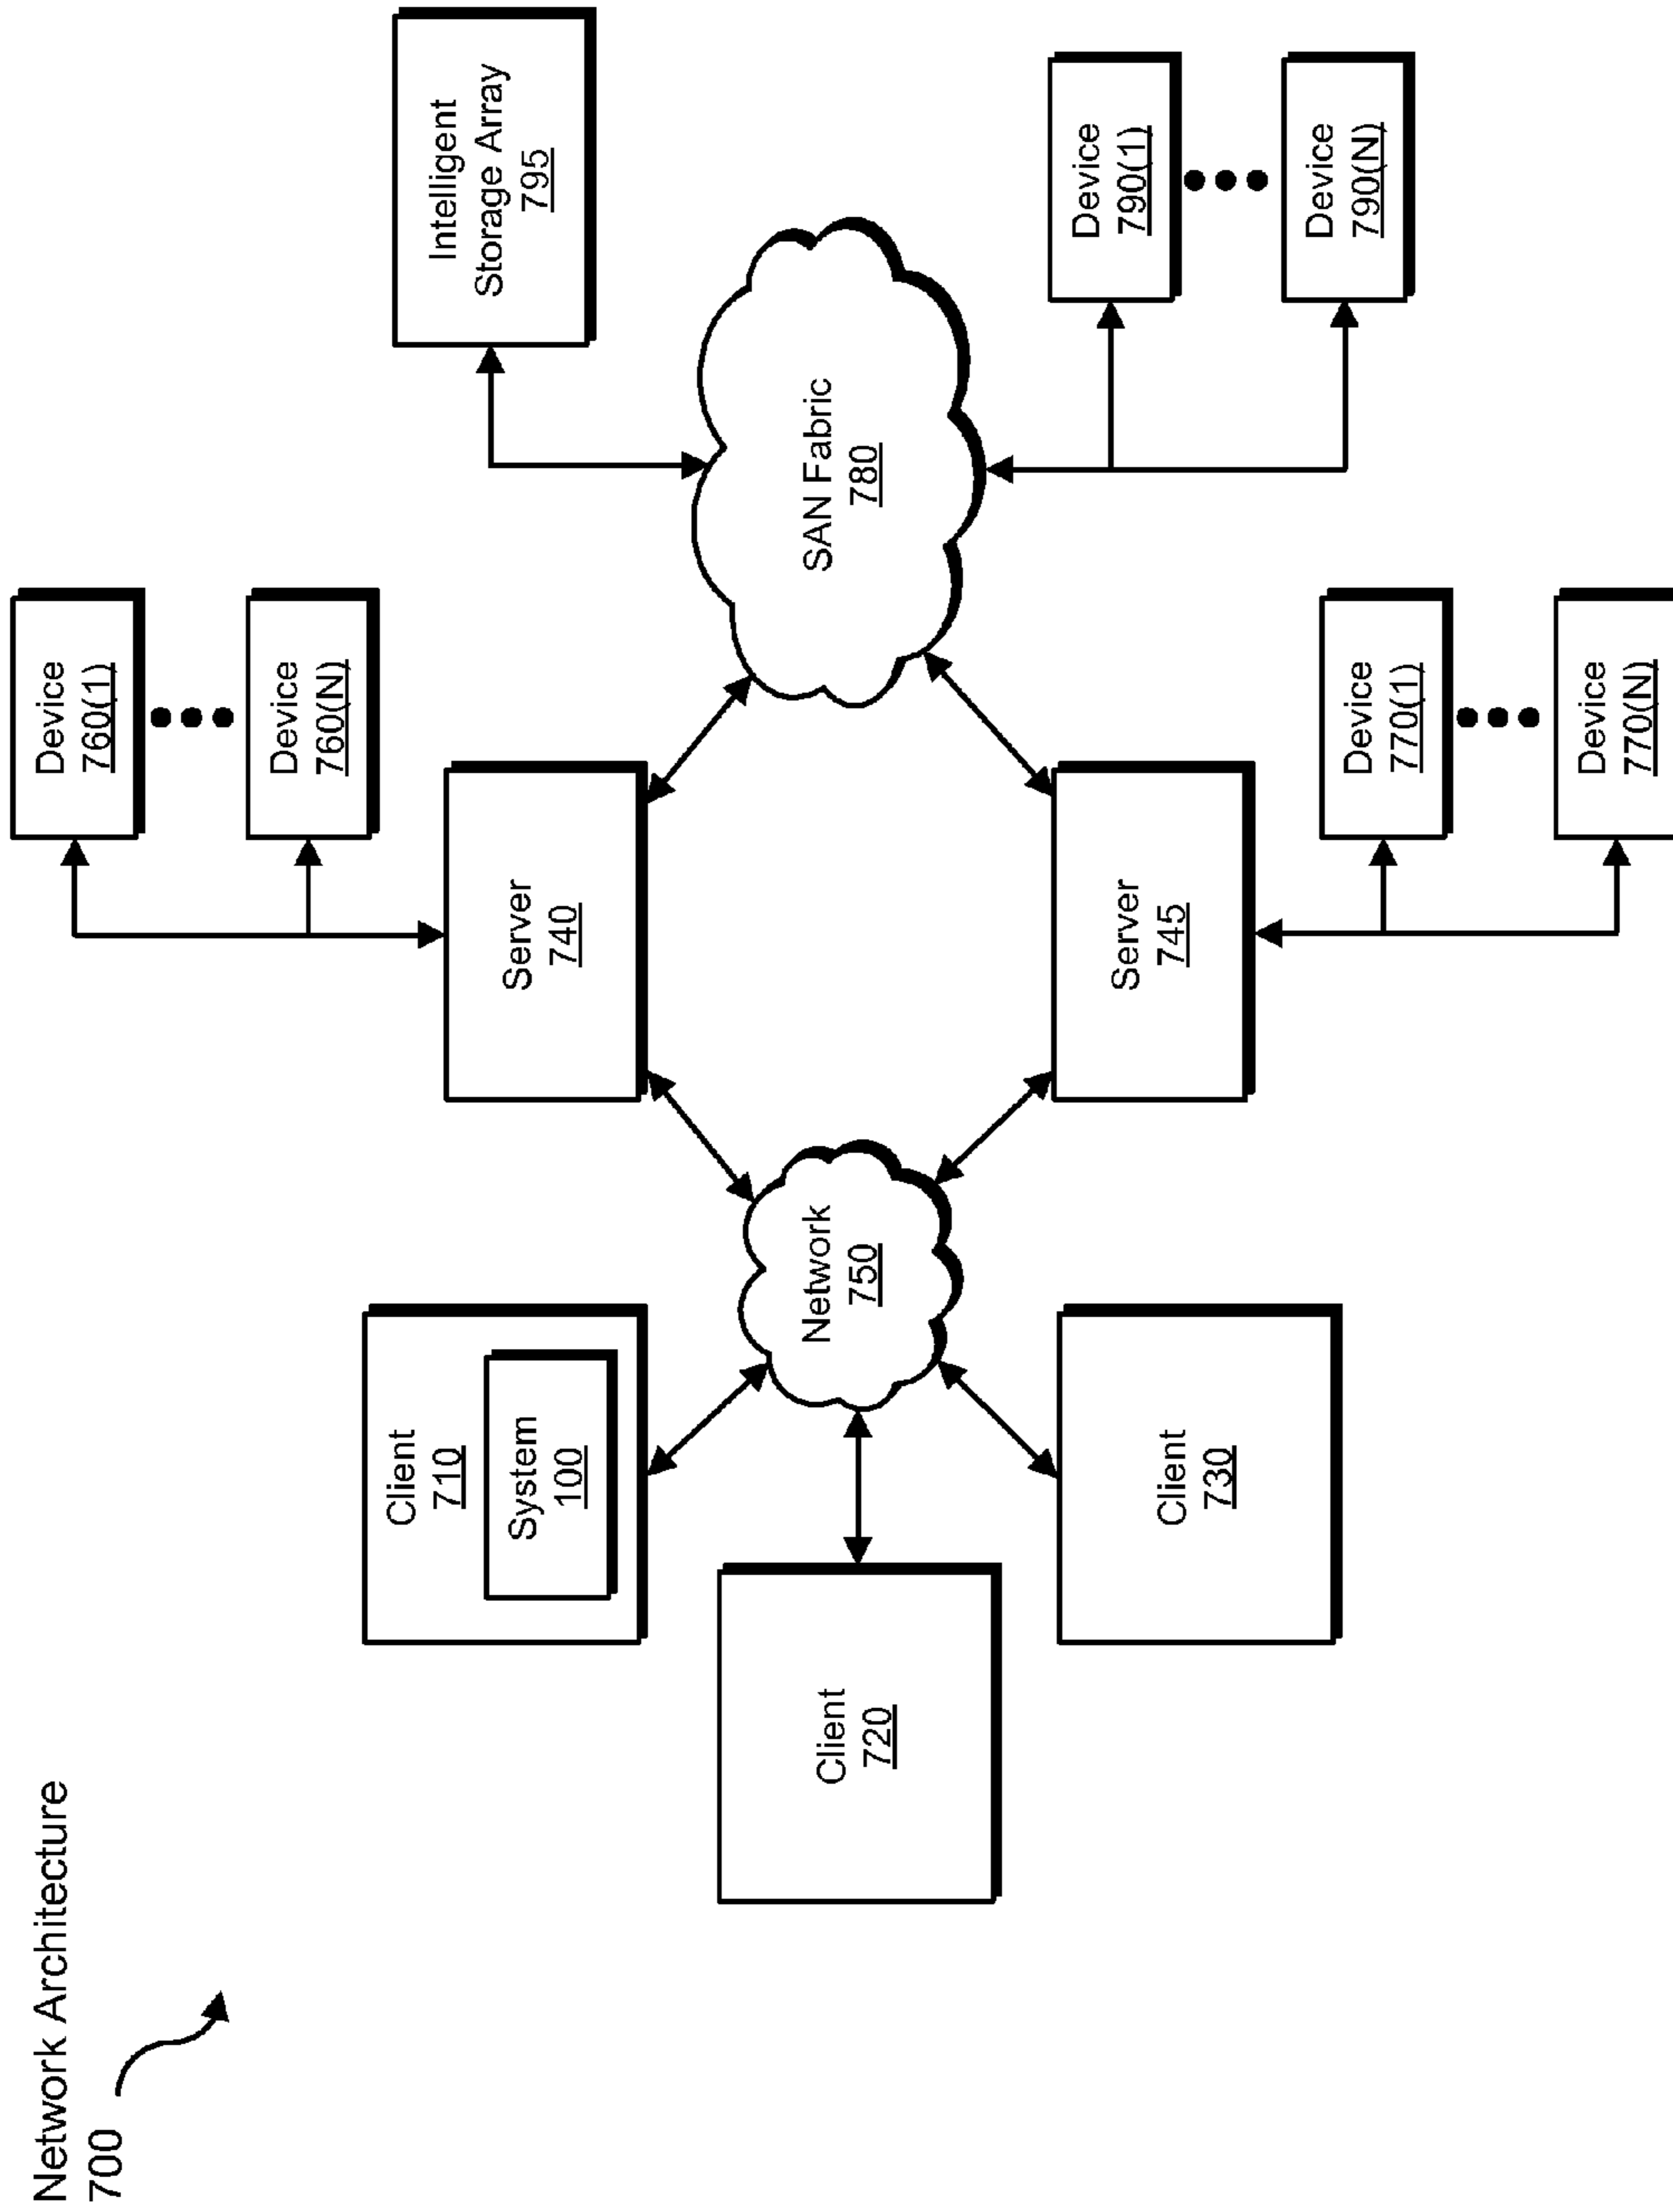 Network Architecture
700
Client
710
System
100
Client
720
Client
730
Network
750
Server
740
Server
745
Device
760(1)
Device
760(N)
Device
770(1)
Device
770(N)
SAN Fabric
780
Intelligent
Storage Array
795
Device
790(1)
Device
790(N)